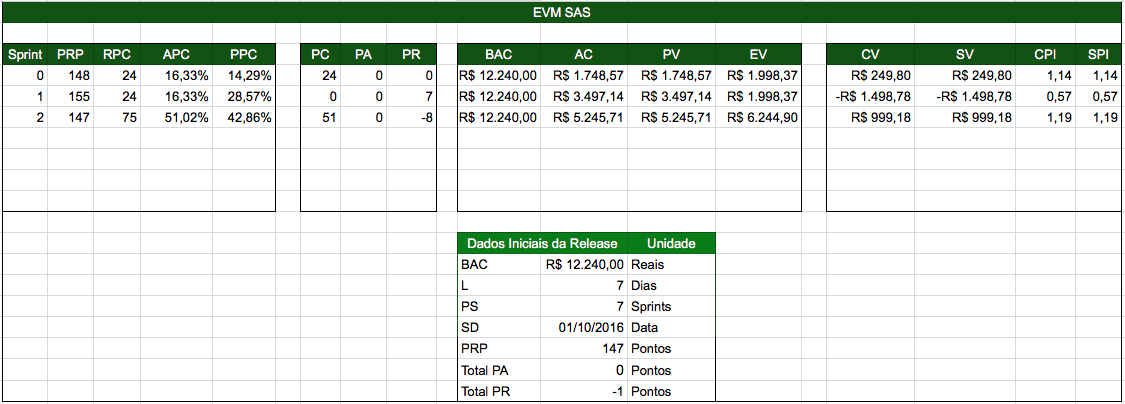 EVM SAS
Sprint PRP RPC APC PPC PC PA PR BAC AC PV EV CV SV CPI SPI
0 148 24 16,33% 14,29% 24 0 0 R$ 12.240,00 R$ 1.748,57 R$ 1.748,57 R$ 1.998,37 R$ 249,80 R$ 249,80 1,14 1,14
1 155 24 16,33% 28,57% 0 0 7 R$ 12.240,00 R$ 3.497,14 R$ 3.497,14 R$ 1.998,37 -R$ 1.498,78 -R$ 1.498,78 0,57 0,57
2 147 75 51,02% 42,86% 51 0 -8 R$ 12.240,00 R$ 5.245,71 R$ 5.245,71 R$ 6.244,90 R$ 999,18 R$ 999,18 1,19 1,19
Dados Iniciais da Release Unidade
BAC R$ 12.240,00 Reais
L 7 Dias
PS 7 Sprints
SD 01/10/2016 Data
PRP 147 Pontos
Total PA 0 Pontos
Total PR -1 Pontos